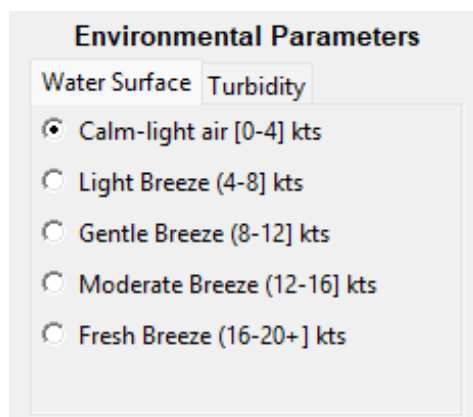 Environmental Parameters
Water Surface Turbidity
Calm-light air [0-4] kts
Light Breeze (4-8] kts
Gentle Breeze (8-12] kts
Moderate Breeze (12-16] kts
Fresh Breeze (16-20+] kts